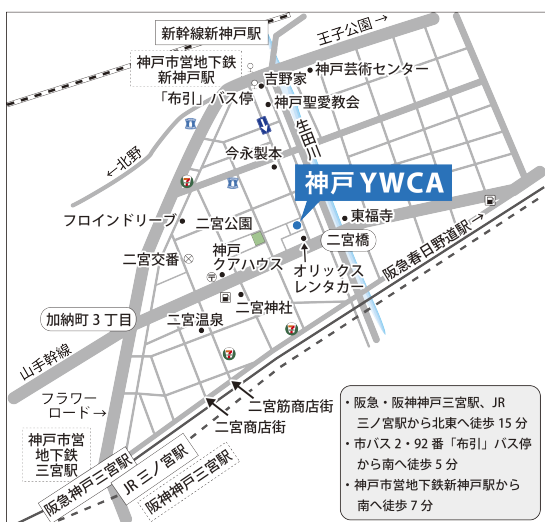 新幹線新神戸駅
王子公園
神戸市営地下鉄
新神戸駅
神戸芸術センター
吉野家
「布引」バス停
神戸聖愛教会
生田川
←北野
今永製本
神戸 YWCA
7
フロインドリーブ
二宮公園
東福寺
二宮橋
神戸
クアハウス
二宮交番
オリックス
レンタカー
阪急春日野道駅→
二宮神社
加納町3丁目
二宮温泉
7
7
山手幹線
フラワー
ロード→
二宮筋商店街
二宮商店街
神戸市営
地下鉄
三宮駅
阪急神戸三宮駅
JR 三ノ宮駅
阪神神戸三宮駅
・阪急・阪神神戸三宮駅、JR
三ノ宮駅から北東へ徒歩 15 分
・市バス 2・92 番「布引」バス停
から南へ徒歩 5 分
・神戸市営地下鉄新神戸駅から
南へ徒歩 7 分